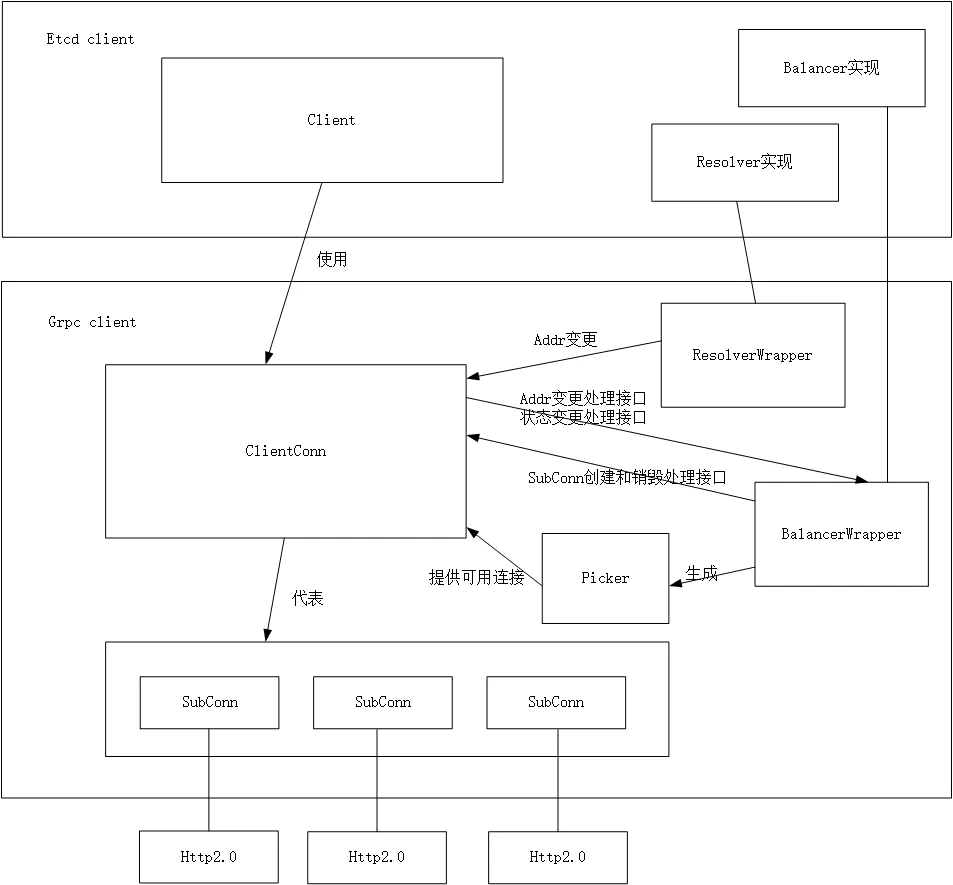 Etcd client
Balancer实现
Client
Resolver实现
使用
Grpc client
Addr变更
ResolverWrapper
Addr变更处理接口
状态变更处理接口
ClientConn
SubConn创建和销毁处理接口
BalancerWrapper
Picker
生成
提供可用连接
代表
SubConn
SubConn
SubConn
Http2.0
Http2.0
Http2.0